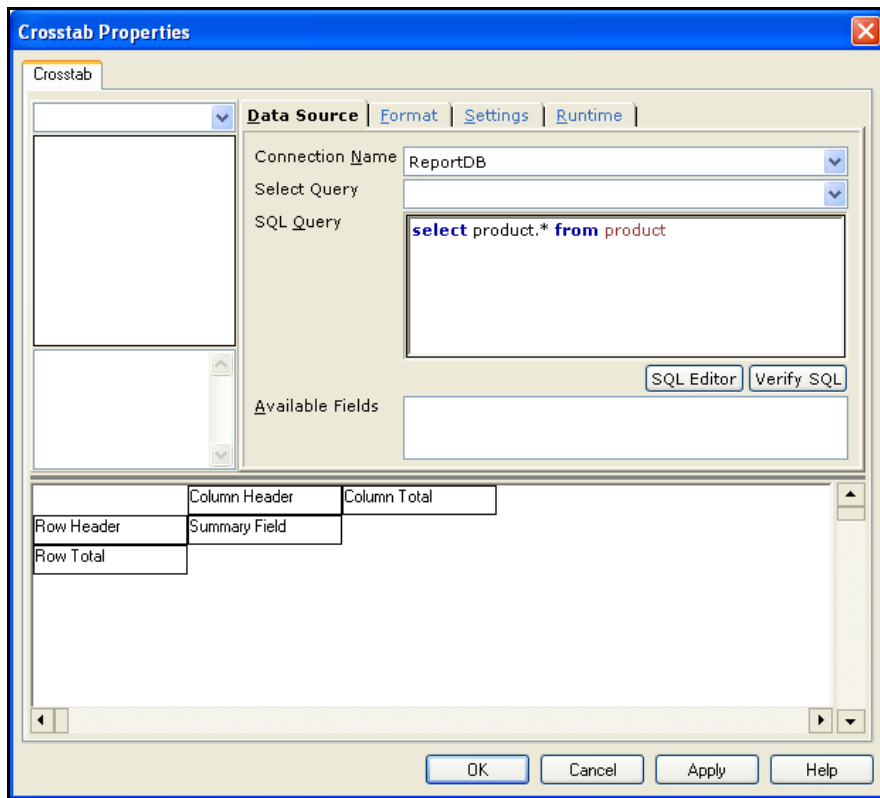 Crosstab Properties
Crosstab
Data Source Format Settings Runtime
Connection Name ReportDB
Select Query
SQL Query select product.* from product
SQL Editor Verify SQL
Available Fields
Column Header Column Total
Row Header Summary Field
Row Total
OK Cancel Apply Help